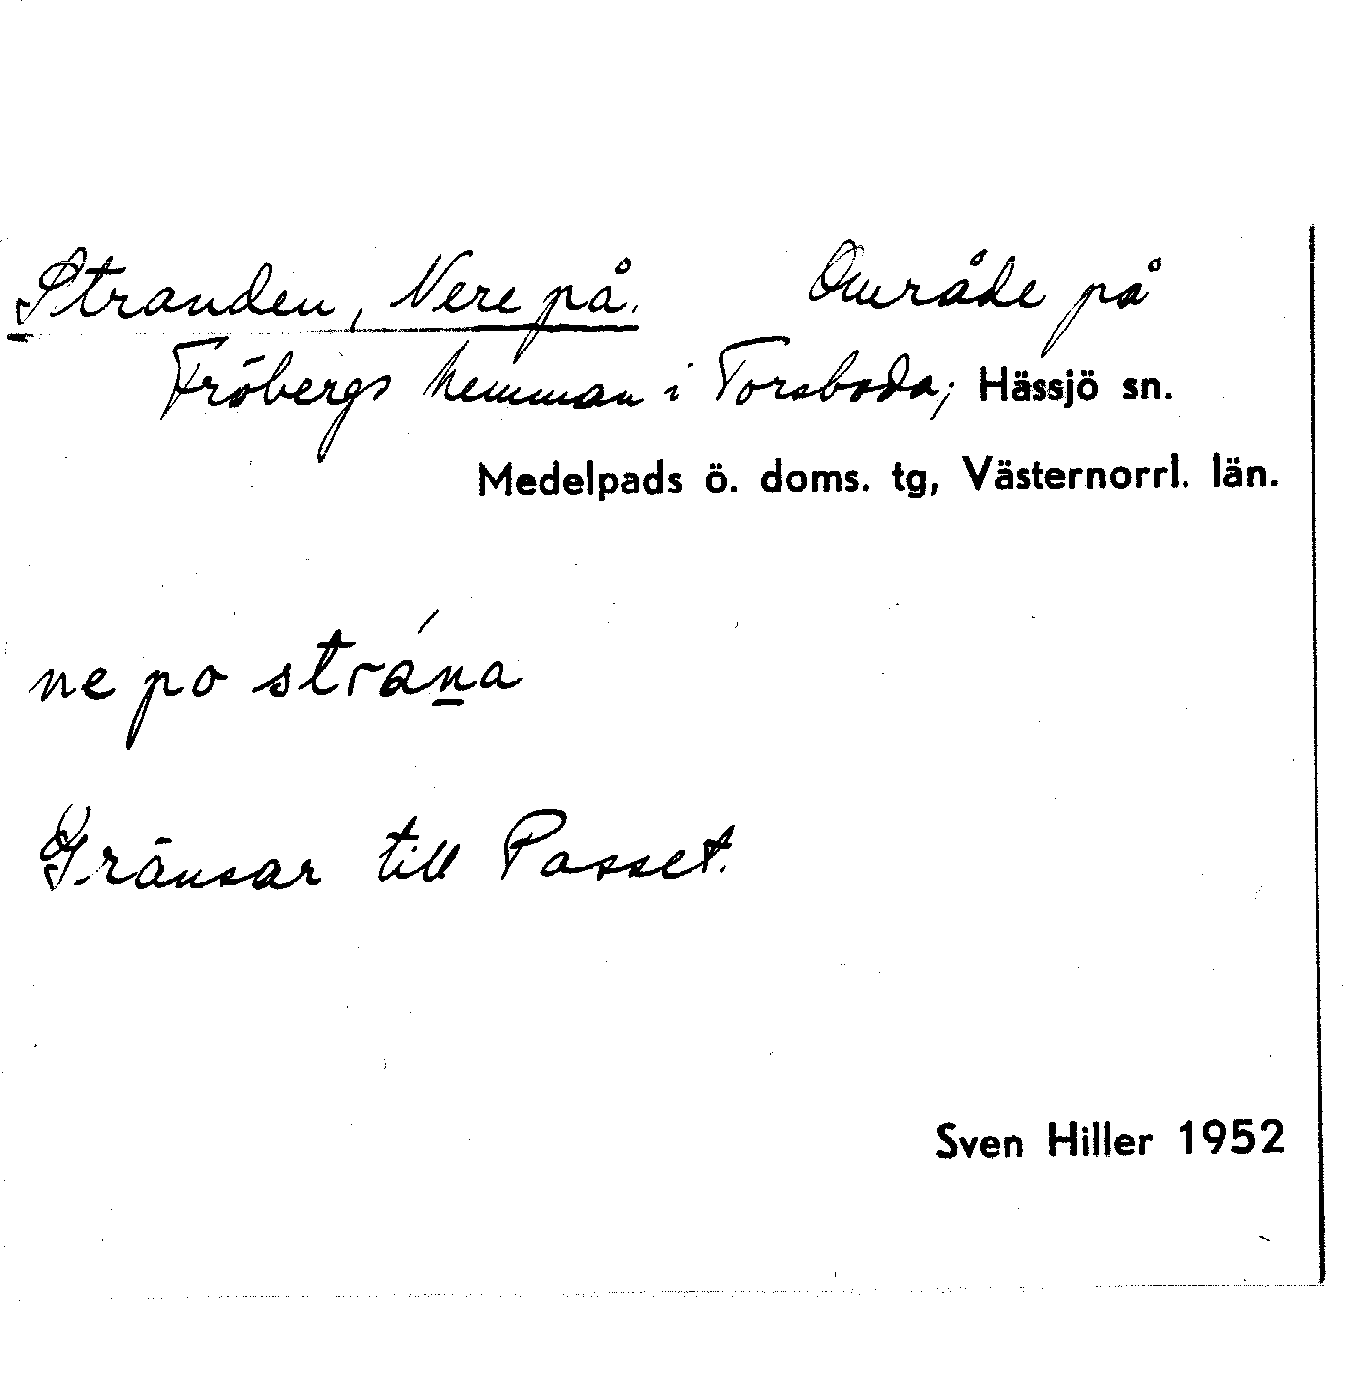 Stranden, Nere på. Område på
Fröbergs hemman i Torsboda; Hässjö sn.
Medelpads ö. doms. tg, Västernorrl. län.
ne po strána
Gränsar till Passet.
Sven Hiller 1952